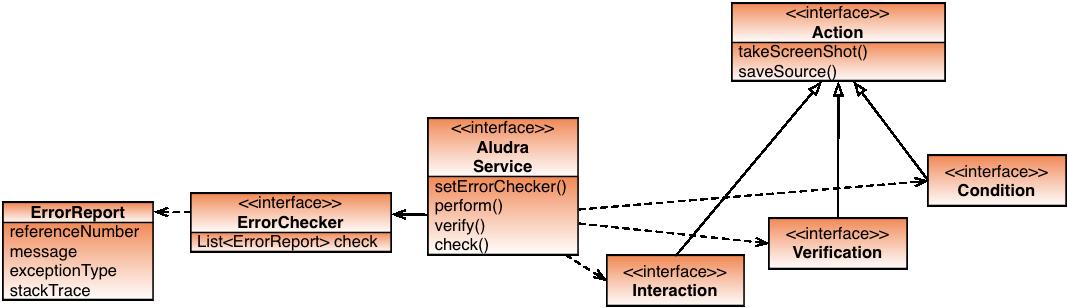 <<interface>>
Action
takeScreenShot()
saveSource()
<<interface>>
Aludra
Service
setErrorChecker()
perform()
verify()
check()
<<interface>>
Condition
<<interface>>
ErrorChecker
List<ErrorReport> check
ErrorReport
referenceNumber
message
exceptionType
stackTrace
<<interface>>
Verification
<<interface>>
Interaction